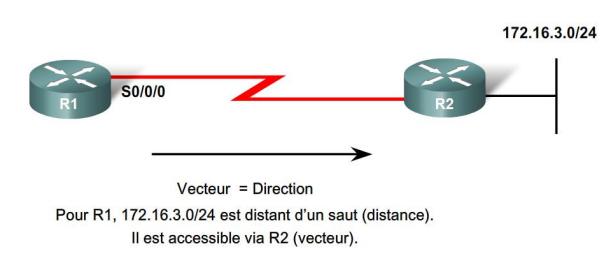 172.16.3.0/24
S0/0/0
R1
R2
Vecteur = Direction
Pour R1, 172.16.3.0/24 est distant d'un saut (distance).
Il est accessible via R2 (vecteur).